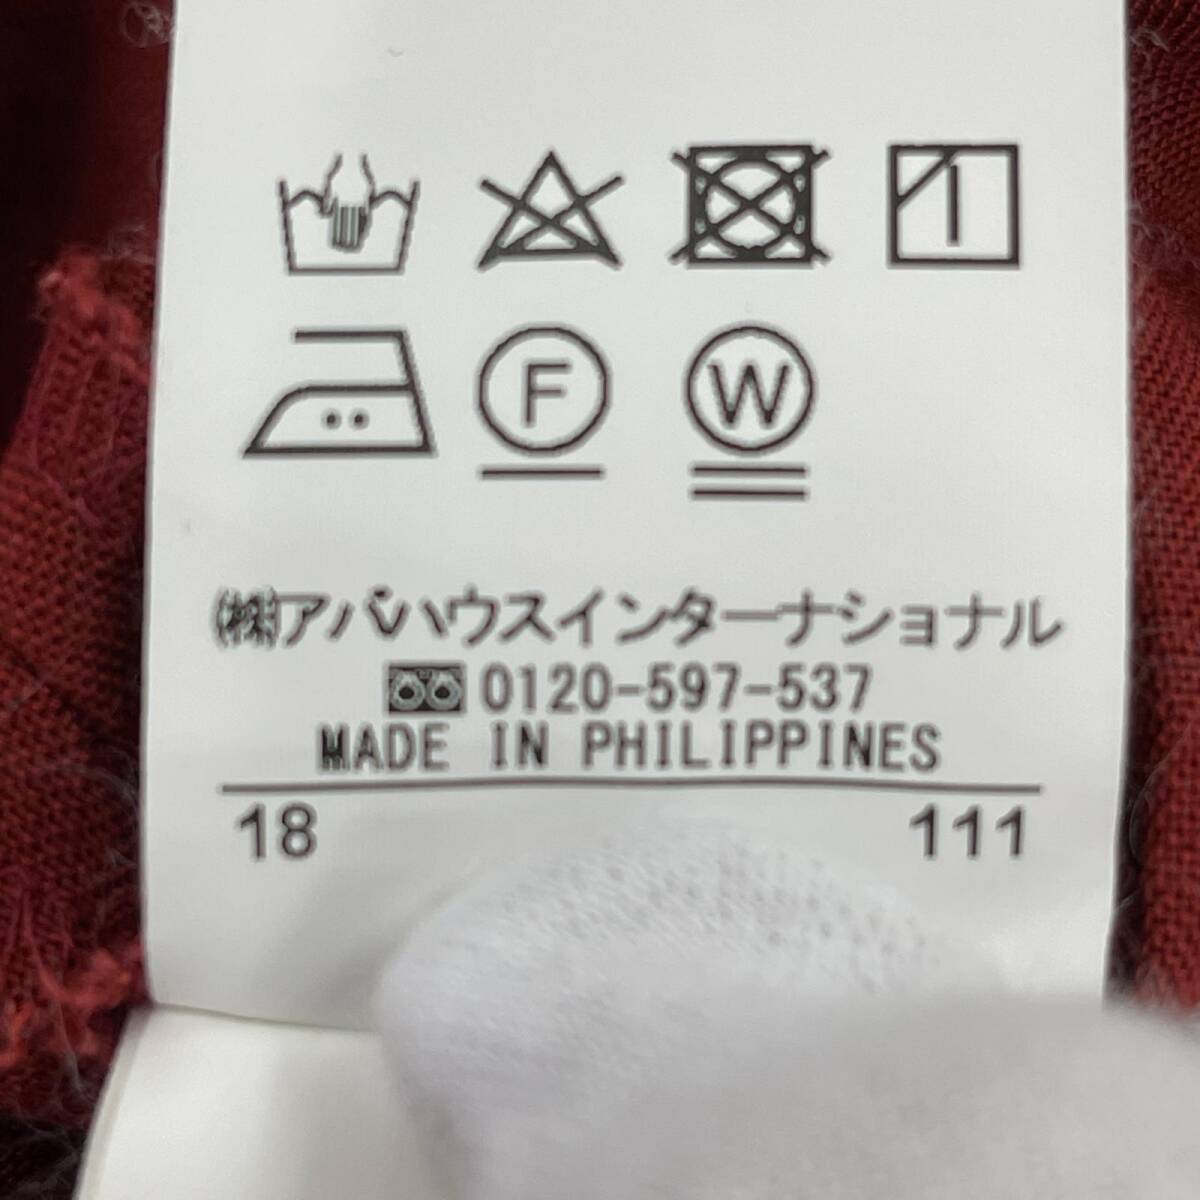 F W
㈱アバハウスインターナショナル
0120-597-537
MADE IN PHILIPPINES
18 111